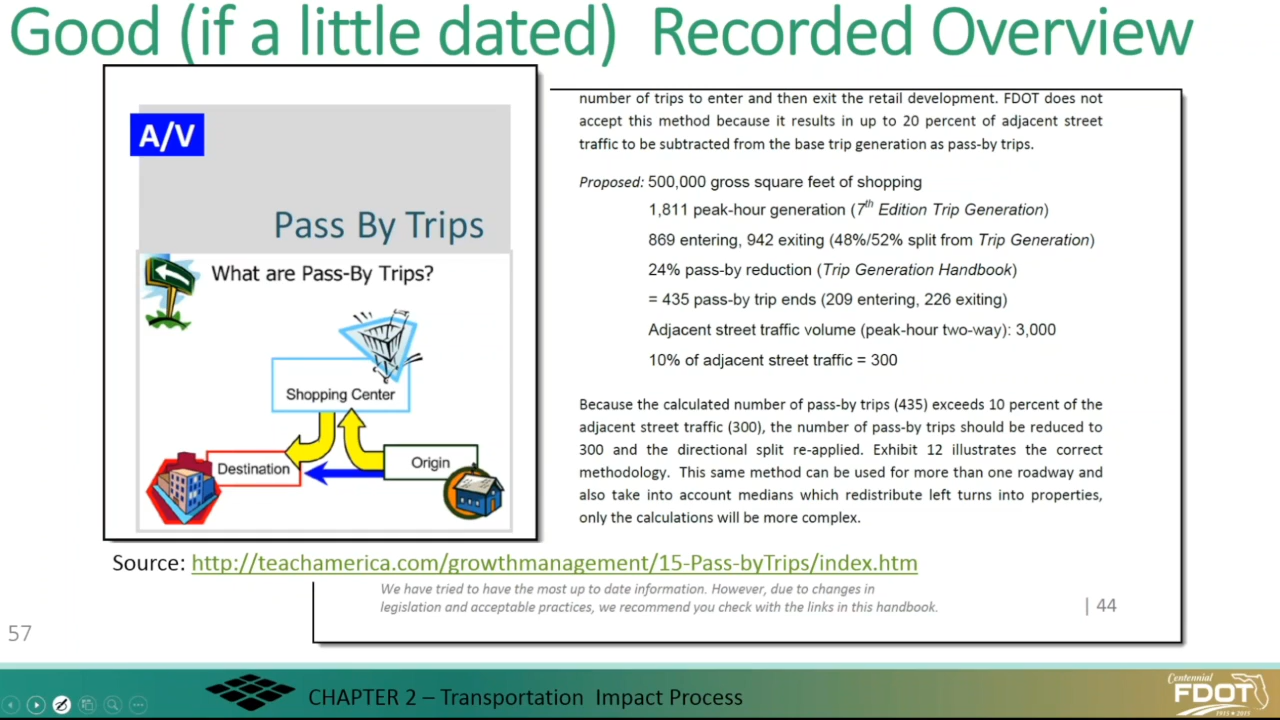 Good (if a little dated) Recorded Overview
A/V
Pass By Trips
What are Pass-By Trips?
Shopping Center
Destination
Origin
number of trips to enter and then exit the retail development. FDOT does not
accept this method because it results in up to 20 percent of adjacent street
traffic to be subtracted from the base trip generation as pass-by trips.
Proposed: 500,000 gross square feet of shopping
1,811 peak-hour generation (7th Edition Trip Generation)
869 entering, 942 exiting (48%/52% split from Trip Generation)
24% pass-by reduction (Trip Generation Handbook)
= 435 pass-by trip ends (209 entering, 226 exiting)
Adjacent street traffic volume (peak-hour two-way): 3,000
10% of adjacent street traffic = 300
Because the calculated number of pass-by trips (435) exceeds 10 percent of the
adjacent street traffic (300), the number of pass-by trips should be reduced to
300 and the directional split re-applied. Exhibit 12 illustrates the correct
methodology. This same method can be used for more than one roadway and
also take into account medians which redistribute left turns into properties,
only the calculations will be more complex.
Source: http://teachamerica.com/growthmanagement/15-Pass-byTrips/index.htm
We have tried to have the most up to date information. However, due to changes in
legislation and acceptable practices, we recommend you check with the links in this handbook.
| 44
57
CHAPTER 2 – Transportation Impact Process
Centennial
FDOT
1915 ★ 2015